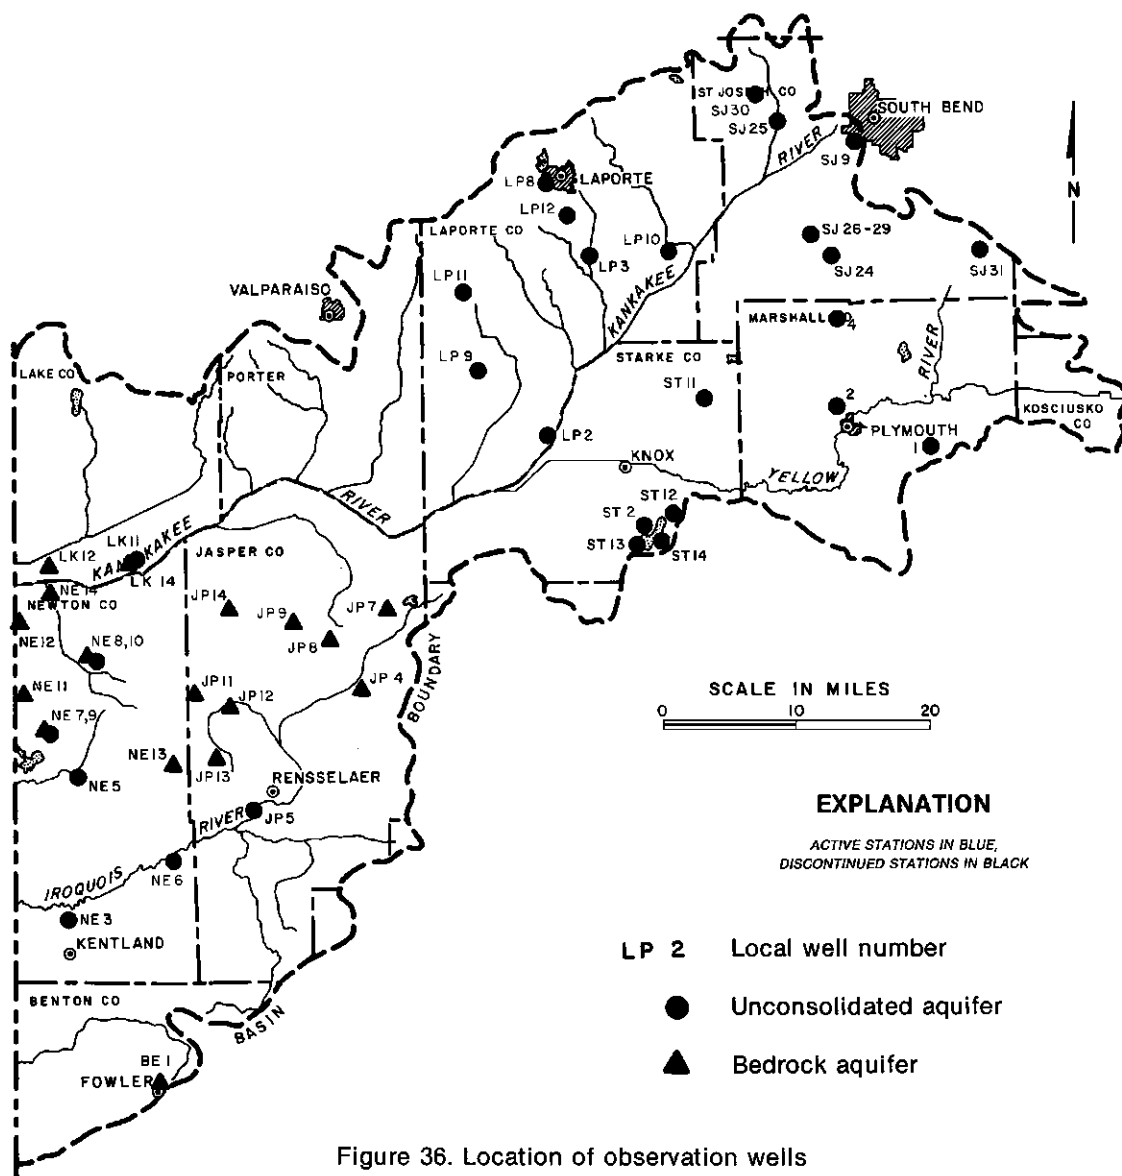 ST JOSEPH CO
SJ30
SJ25
SOUTH BEND
RIVER
SJ 9
N
LP8
LAPORTE
LP12
LAPORTE CO
LP 3
LP10
SJ 26-29
SJ24
SJ31
LP11
VALPARAISO
KANKAKEE
MARSHALL CO
4
LP 9
STARKE CO
RIVER
LAKE CO
PORTER
ST 11
2
PLYMOUTH
1
KOSCIUSKO
CO
LP2
KNOX
YELLOW
RIVER
ST12
ST 2
ST13
ST14
LK12
LK11
KANKAKEE
LK 14
JASPER CO
NE14
NEWTON CO
JP14
JP9
JP7
NE12
NE8,10
JP8
BOUNDARY
NE11
JP11
JP12
JP 4
SCALE IN MILES
0
10
20
NE 7,9
NE13
JP13
NE5
RENSSELAER
RIVER
JP5
EXPLANATION
ACTIVE STATIONS IN BLUE,
DISCONTINUED STATIONS IN BLACK
IROQUOIS
NE6
NE3
KENTLAND
LP 2 Local well number
Unconsolidated aquifer
BENTON CO
BASIN
BE 1
FOWLER
Bedrock aquifer
Figure 36. Location of observation wells